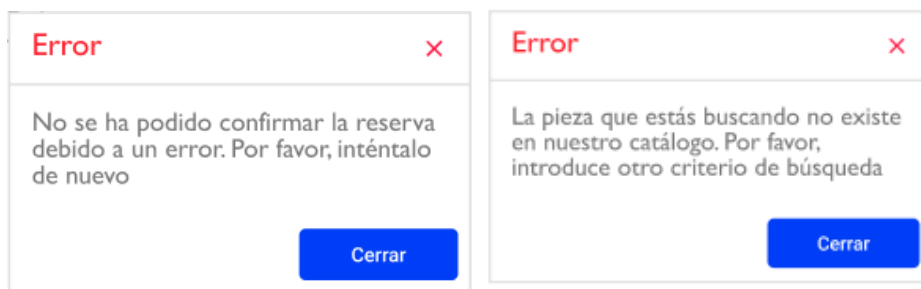 Error
No se ha podido confirmar la reserva
debido a un error. Por favor, inténtalo
de nuevo
Cerrar
Error
La pieza que estás buscando no existe
en nuestro catálogo. Por favor,
introduce otro criterio de búsqueda
Cerrar